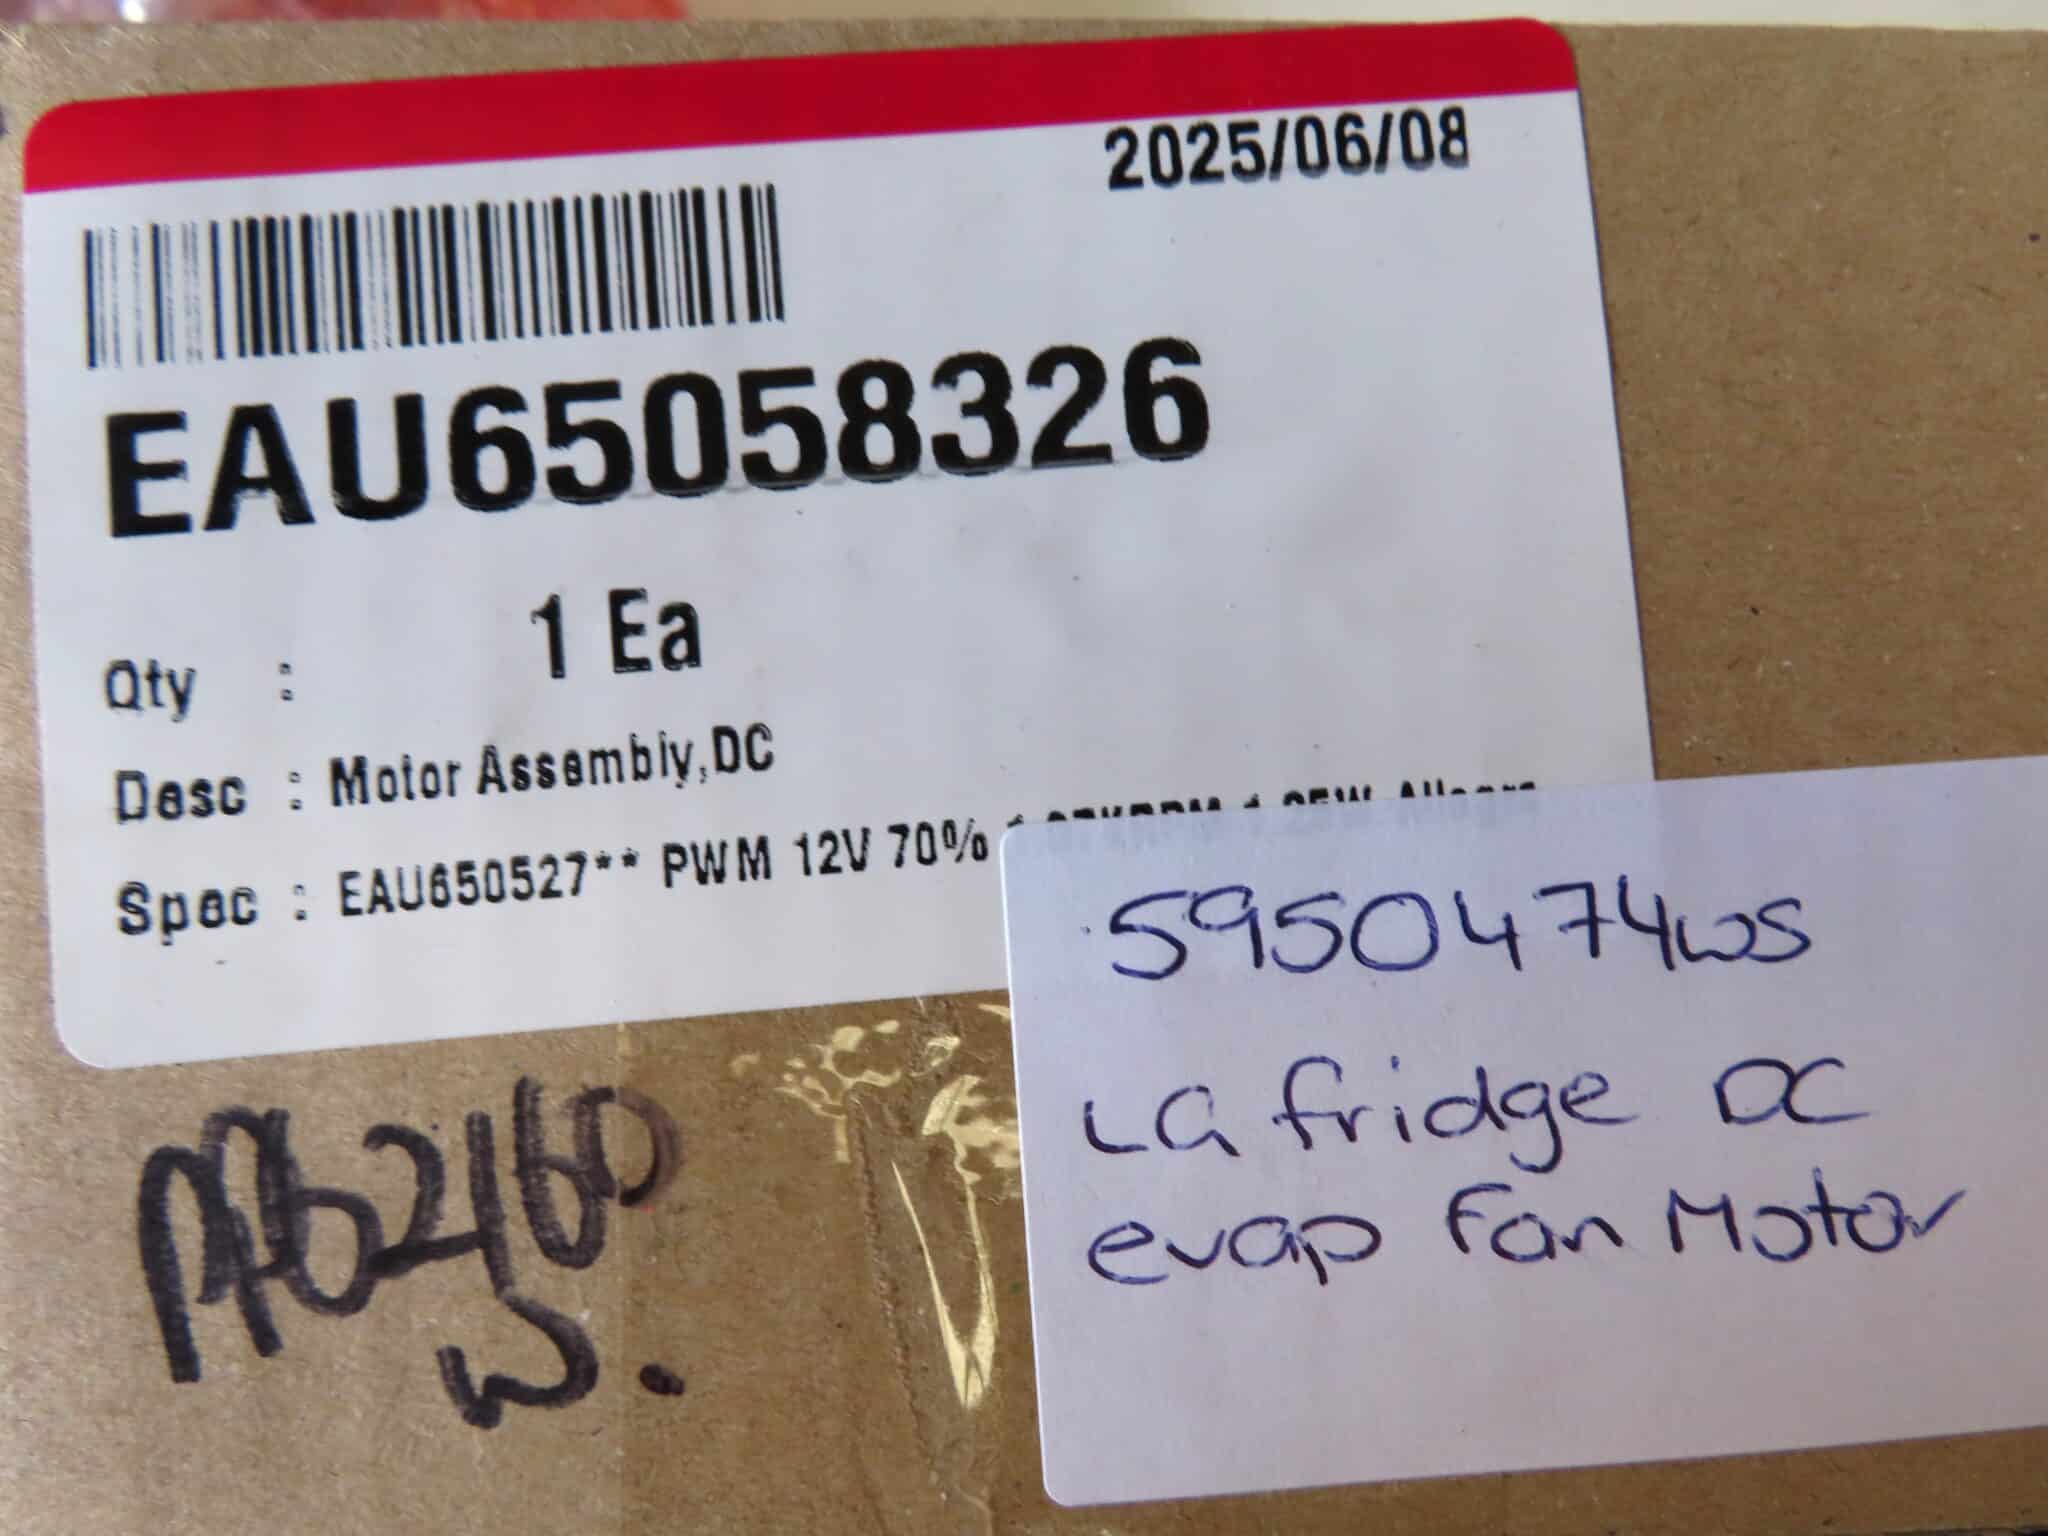 2025/06/08
EAU65058326
Qty : 1 Ea
Desc : Motor Assembly,DC
Spec : EAU650527** PWM 12V 70%
5950474ws
LG fridge DC
evap fan Motor
W.